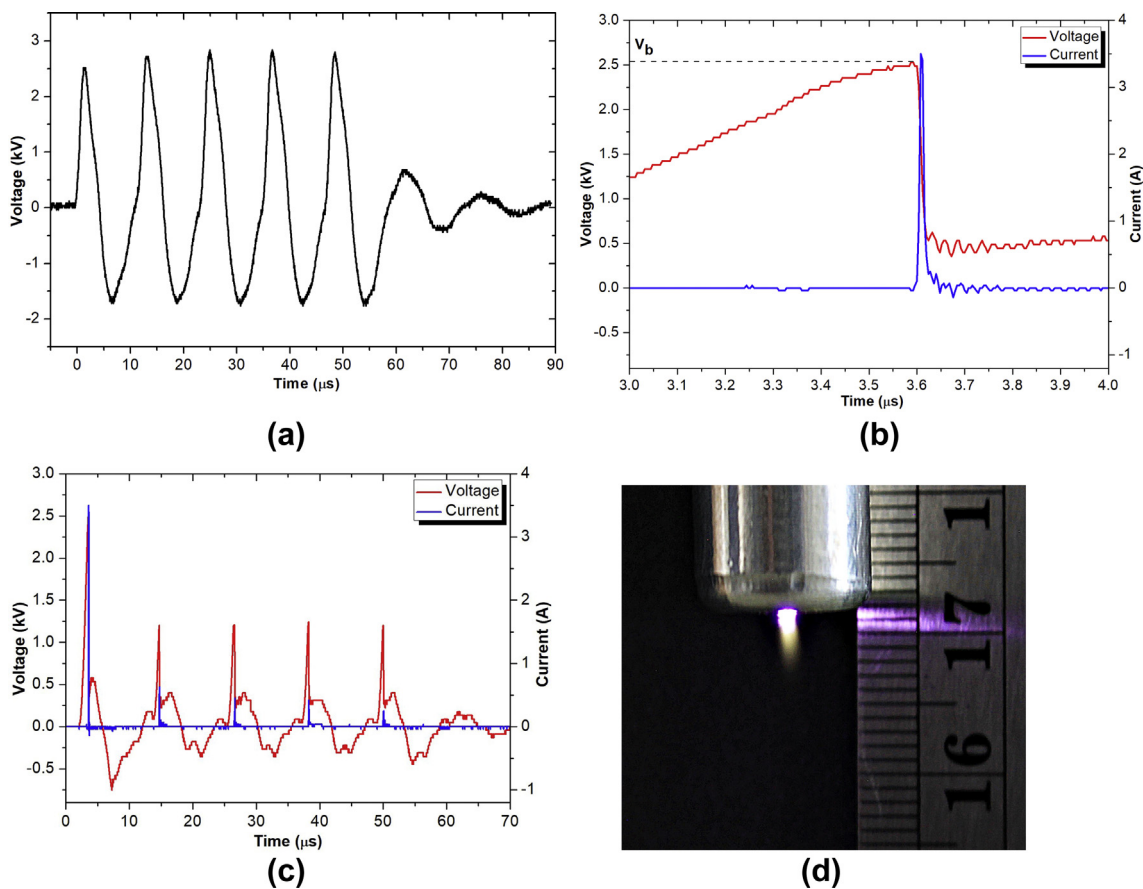 3
2
1
0
-1
-2
Voltage (kV)
0 10 20 30 40 50 60 70 80 90
Time (μs)
(a)
3.0
2.5
2.0
1.5
1.0
0.5
0.0
-0.5
Voltage (kV)
Vb
Voltage
Current
4
3
2
1
0
-1
Current (A)
3.0 3.1 3.2 3.3 3.4 3.5 3.6 3.7 3.8 3.9 4.0
Time (μs)
(b)
3.0
2.5
2.0
1.5
1.0
0.5
0.0
-0.5
Voltage (kV)
Voltage
Current
4
3
2
1
0
-1
Current (A)
0 10 20 30 40 50 60 70
Time (μs)
(c)
1
17
16
(d)